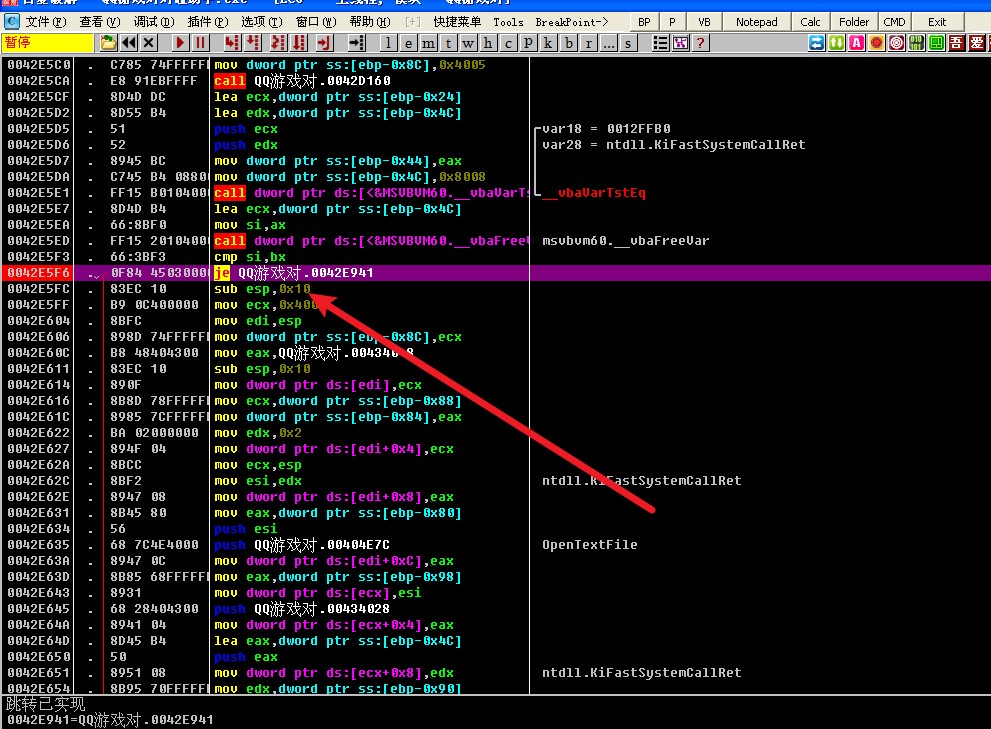 文件(F) 查看(V) 调试(D) 插件(P) 选项(T) 窗口(W) 帮助(H) [+] 快捷菜单 Tools BreakPoint-> BP P VB Notepad Calc Folder CMD Exit
暂停 l e m t w h c P k b r ... s ? A 吾 爱
0042E5C0 . C785 74FFFFF mov dword ptr ss:[ebp-0x8C],0x4005
0042E5CA . E8 91EBFFFF call QQ游戏对.0042D160
0042E5CF . 8D4D DC lea ecx,dword ptr ss:[ebp-0x24]
0042E5D2 . 8D55 B4 lea edx,dword ptr ss:[ebp-0x4C]
0042E5D5 . 51 push ecx var18 = 0012FFB0
0042E5D6 . 52 push edx var28 = ntdll.KiFastSystemCallRet
0042E5D7 . 8945 BC mov dword ptr ss:[ebp-0x44],eax
0042E5DA . C745 B4 0880 mov dword ptr ss:[ebp-0x4C],0x8008
0042E5E1 . FF15 B0104000 call dword ptr ds:[<&MSVBVM60.__vbaVarTs __vbaVarTstEq
0042E5E7 . 8D4D B4 lea ecx,dword ptr ss:[ebp-0x4C]
0042E5EA . 66:8BF0 mov si,ax
0042E5ED . FF15 20104000 call dword ptr ds:[<&MSVBVM60.__vbaFreeV msvbvm60.__vbaFreeVar
0042E5F3 . 66:3BF3 cmp si,bx
0042E5F6 . 0F84 45030000 je QQ游戏对.0042E941
0042E5FC . 83EC 10 sub esp,0x10
0042E5FF . B9 0C400000 mov ecx,0x400
0042E604 . 8BFC mov edi,esp
0042E606 . 898D 74FFFFF mov dword ptr ss:[ebp-0x8C],ecx
0042E60C . B8 48404300 mov eax,QQ游戏对.00434048
0042E611 . 83EC 10 sub esp,0x10
0042E614 . 890F mov dword ptr ds:[edi],ecx
0042E616 . 8B8D 78FFFFF mov ecx,dword ptr ss:[ebp-0x88]
0042E61C . 8985 7CFFFFF mov dword ptr ss:[ebp-0x84],eax
0042E622 . BA 02000000 mov edx,0x2
0042E627 . 894F 04 mov dword ptr ds:[edi+0x4],ecx
0042E62A . 8BCC mov ecx,esp
0042E62C . 8BF2 mov esi,edx ntdll.KiFastSystemCallRet
0042E62E . 8947 08 mov dword ptr ds:[edi+0x8],eax
0042E631 . 8B45 80 mov eax,dword ptr ss:[ebp-0x80]
0042E634 . 56 push esi
0042E635 . 68 7C4E4000 push QQ游戏对.00404E7C OpenTextFile
0042E63A . 8947 0C mov dword ptr ds:[edi+0xC],eax
0042E63D . 8B85 68FFFFF mov eax,dword ptr ss:[ebp-0x98]
0042E643 . 8931 mov dword ptr ds:[ecx],esi
0042E645 . 68 28404300 push QQ游戏对.00434028
0042E64A . 8941 04 mov dword ptr ds:[ecx+0x4],eax
0042E64D . 8D45 B4 lea eax,dword ptr ss:[ebp-0x4C]
0042E650 . 50 push eax
0042E651 . 8951 08 mov dword ptr ds:[ecx+0x8],edx ntdll.KiFastSystemCallRet
0042E654 . 8B95 70FFFFF mov edx,dword ptr ss:[ebp-0x90]
跳转已实现
0042E941=QQ游戏对.0042E941